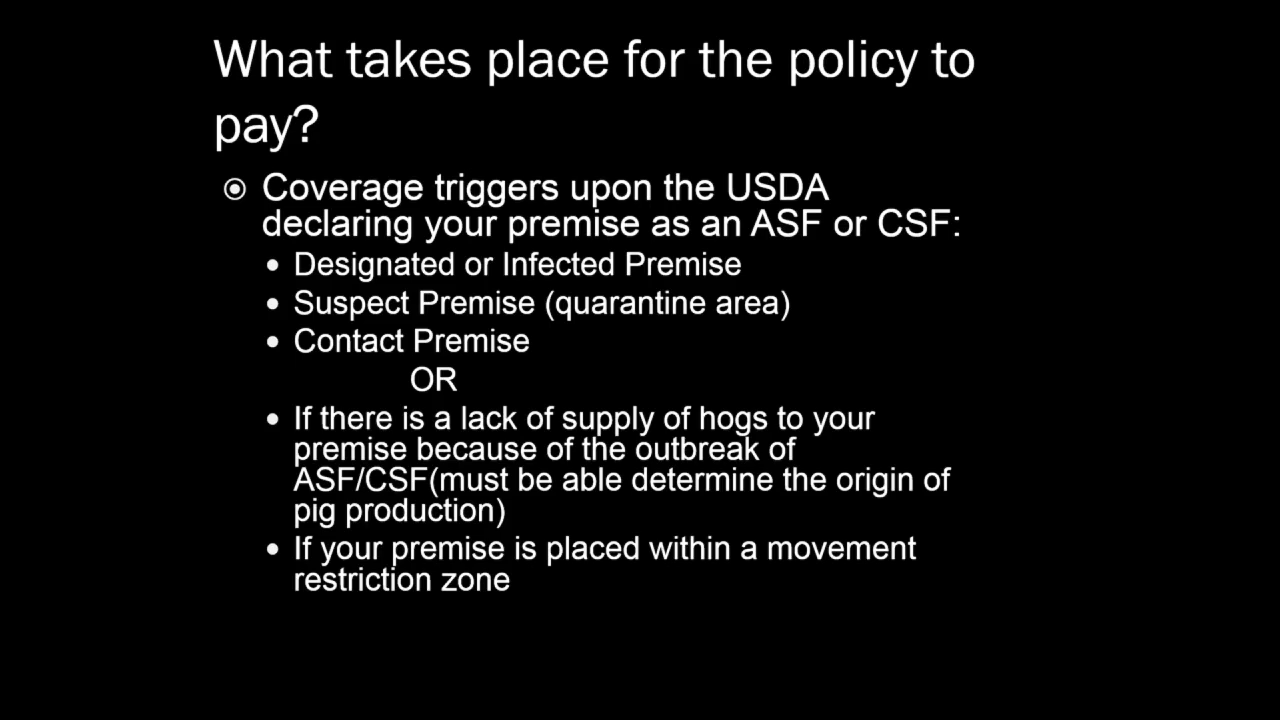 What takes place for the policy to
pay?
Coverage triggers upon the USDA
declaring your premise as an ASF or CSF:
• Designated or Infected Premise
• Suspect Premise (quarantine area)
• Contact Premise
OR
• If there is a lack of supply of hogs to your
premise because of the outbreak of
ASF/CSF(must be able determine the origin of
pig production)
• If your premise is placed within a movement
restriction zone